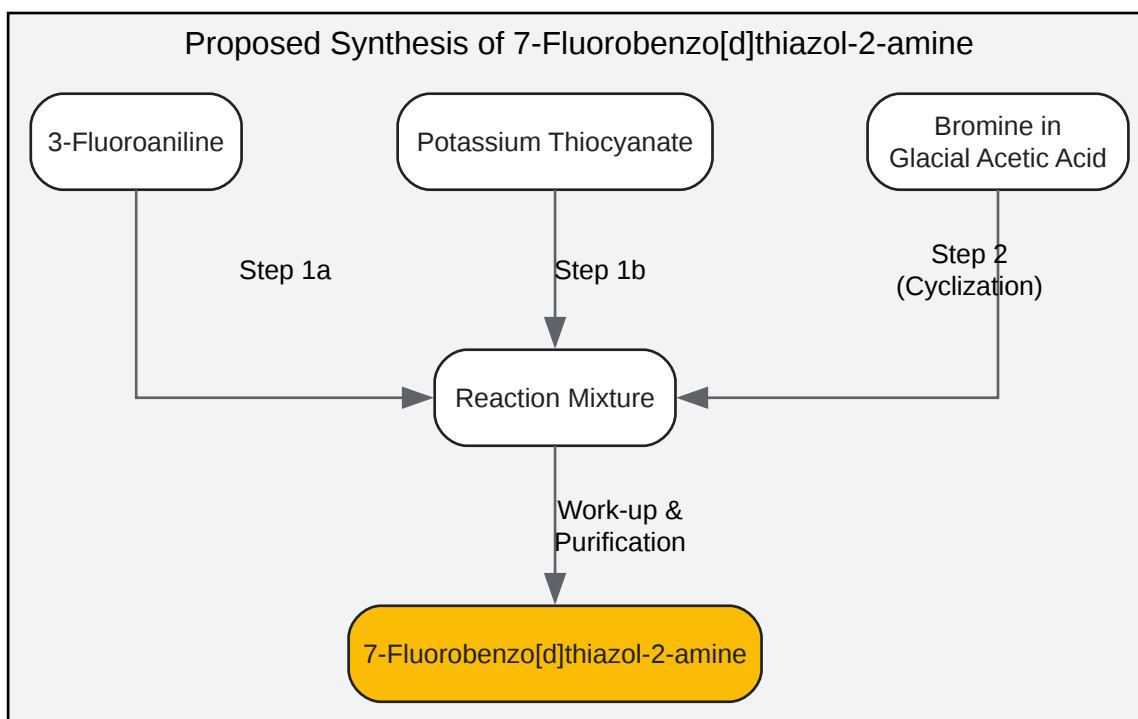 Proposed Synthesis of 7-Fluorobenzo[d]thiazol-2-amine
3-Fluoroaniline
Potassium Thiocyanate
Bromine in
Glacial Acetic Acid
Step 1a
Step 1b
Step 2
(Cyclization)
Reaction Mixture
Work-up &
Purification
7-Fluorobenzo[d]thiazol-2-amine